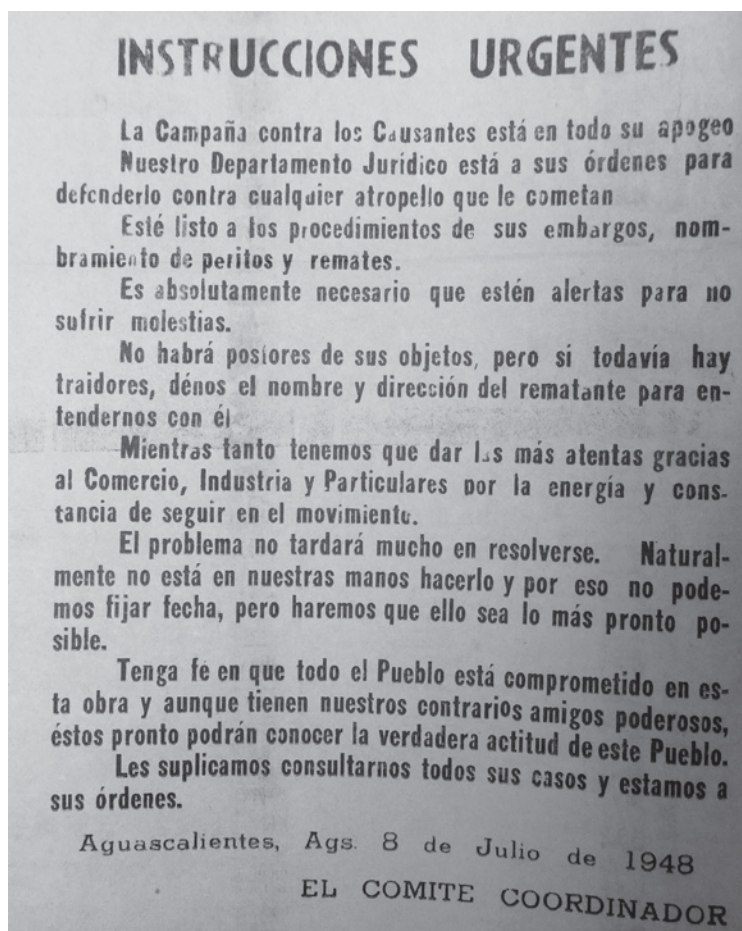 INSTRUCCIONES URGENTES
La Campaña contra los Causantes está en todo su apogeo
Nuestro Departamento Jurídico está a sus órdenes para
defenderlo contra cualquier atropello que le cometan
Esté listo a los procedimientos de sus embargos, nom-
bramiento de peritos y remates.
Es absolutamente necesario que estén alertas para no
sufrir molestias.
No habrá postores de sus objetos, pero si todavía hay
traidores, dénos el nombre y dirección del rematante para en-
tendernos con él
Mientras tanto tenemos que dar las más atentas gracias
al Comercio, Industria y Particulares por la energía y cons-
tancia de seguir en el movimiento.
El problema no tardará mucho en resolverse. Natural-
mente no está en nuestras manos hacerlo y por eso no pode-
mos fijar fecha, pero haremos que ello sea lo más pronto po-
sible.
Tenga fe en que todo el Pueblo está comprometido en es-
ta obra y aunque tienen nuestros contrarios amigos poderosos,
éstos pronto podrán conocer la verdadera actitud de este Pueblo.
Les suplicamos consultarnos todos sus casos y estamos a
sus órdenes.
Aguascalientes, Ags. 8 de Julio de 1948
EL COMITE COORDINADOR